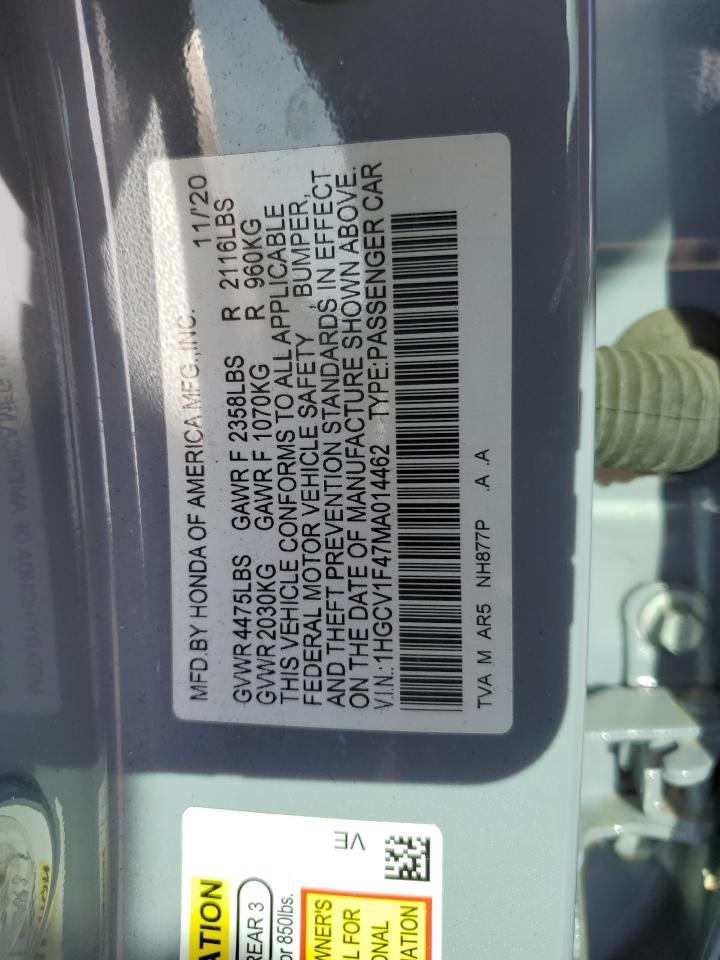 MFD.BY HONDA OF AMERICA MFG.,INC. 11/'20
GVWR 4475LBS GAWR F 2358LBS R 2116LBS
GVWR 2030KG GAWR F 1070KG R 960KG
THIS VEHICLE CONFORMS TO ALL APPLICABLE
FEDERAL MOTOR VEHICLE SAFETY , BUMPER,
AND THEFT PREVENTION STANDARDS IN EFFECT
ON THE DATE OF MANUFACTURE SHOWN ABOVE.
V.I.N.:1HGCV1F47MA014462 TYPE:PASSENGER CAR
TVA M AR5 NH877P .A .A
VE
ATION
REAR 3
or 850lbs.
WNER'S
L FOR
ONAL
MATION